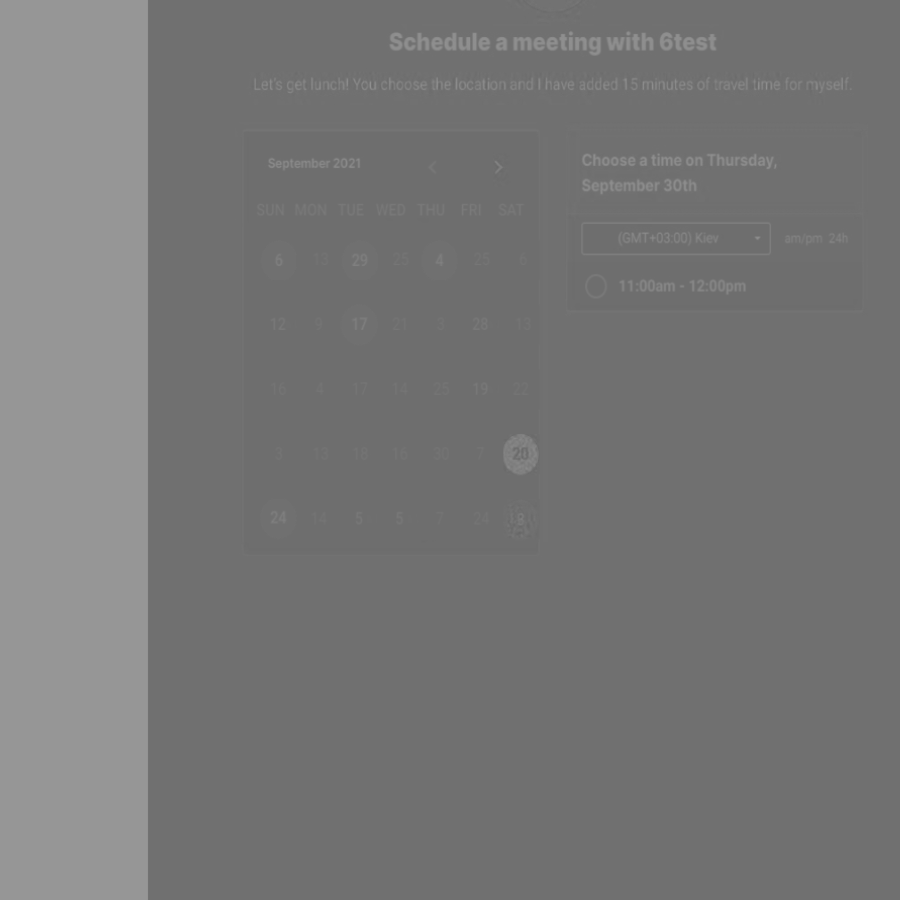 Schedule a meeting with 6test
Let's get lunch! You choose the location and I have added 15 minutes of travel time for myself.
September 2021
SUN MON TUE WED THU FRI SAT
6 13 29 25 4 25 6
12 9 17 21 3 28 13
16 4 17 14 25 19 22
3 13 18 16 30 7 20
24 14 5 5 7 24 8
Choose a time on Thursday,
September 30th
(GMT+03:00) Kiev am/pm 24h
11:00am - 12:00pm